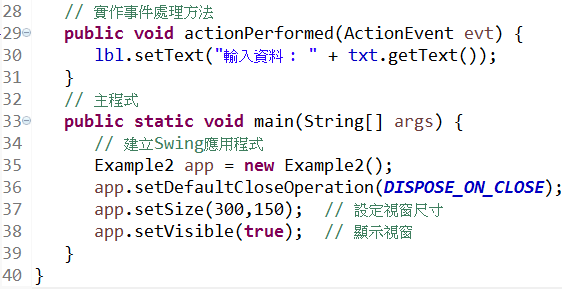 28 // 實作事件處理方法
29 public void actionPerformed(ActionEvent evt) {
30 lbl.setText("輸入資料 : " + txt.getText());
31 }
32 // 主程式
33 public static void main(String[] args) {
34 // 建立Swing應用程式
35 Example2 app = new Example2();
36 app.setDefaultCloseOperation(DISPOSE_ON_CLOSE);
37 app.setSize(300,150); // 設定視窗尺寸
38 app.setVisible(true); // 顯示視窗
39 }
40 }